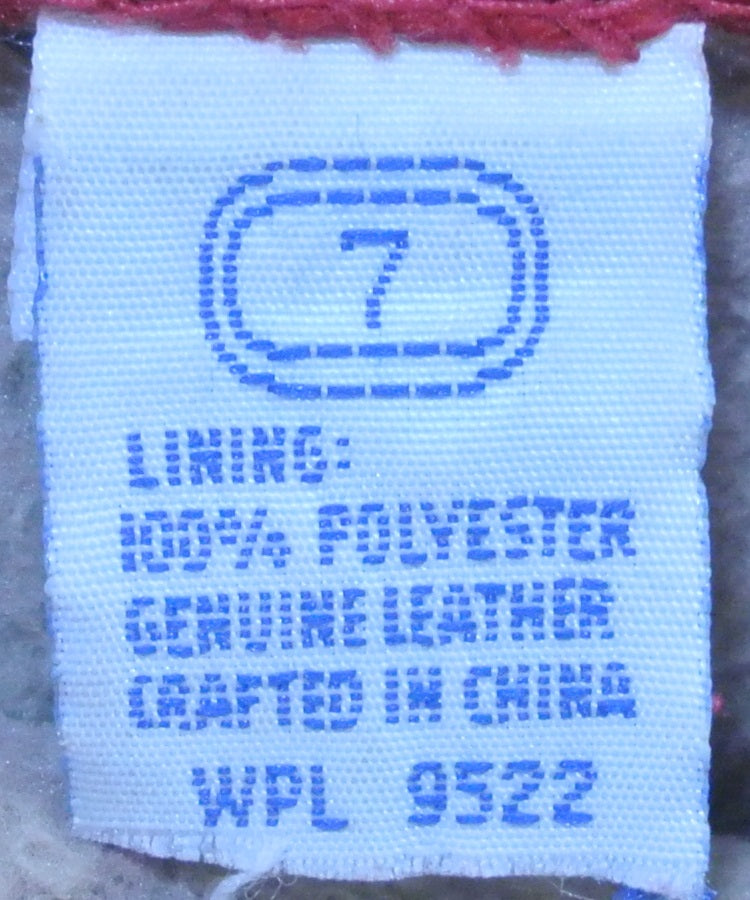 7
LINING:
100% POLYESTER
GENUINE LEATHER
CRAFTED IN CHINA
WPL 9522